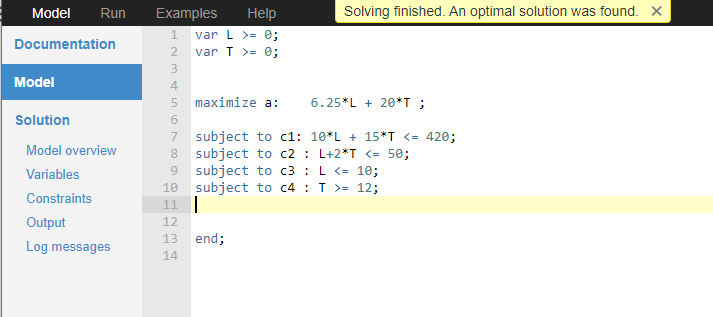 Model Run Examples Help Solving finished. An optimal solution was found. ×
Documentation
Model
Solution
Model overview
Variables
Constraints
Output
Log messages
1 var L >= 0;
2 var T >= 0;
3
4
5 maximize a:    6.25*L + 20*T ;
6
7 subject to c1: 10*L + 15*T <= 420;
8 subject to c2 : L+2*T <= 50;
9 subject to c3 : L <= 10;
10 subject to c4 : T >= 12;
11
12
13 end;
14